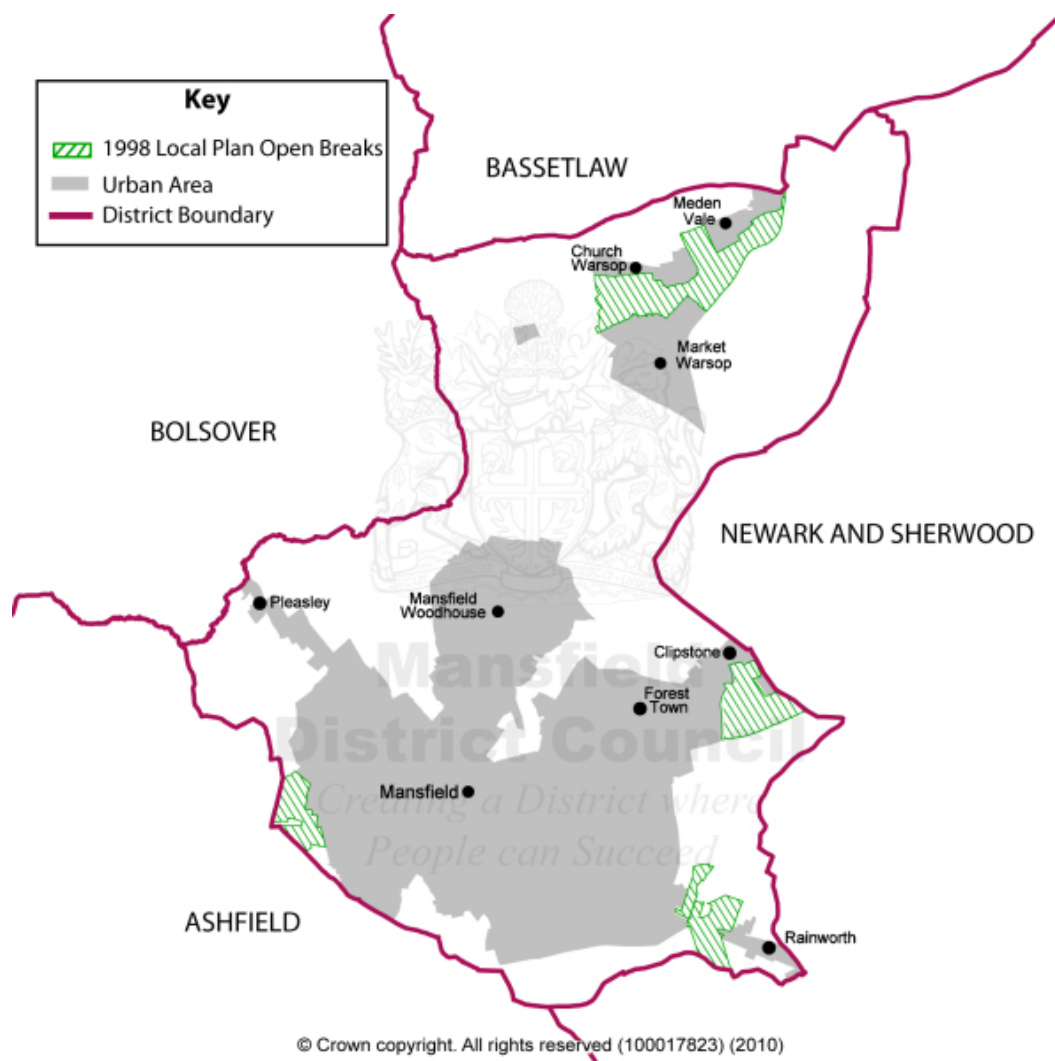 Key
1998 Local Plan Open Breaks
Urban Area
District Boundary
BASSETLAW
Meden
Vale
Church
Warsop
Market
Warsop
BOLSOVER
NEWARK AND SHERWOOD
Pleasley
Mansfield
Woodhouse
Clipstone
Mansfield
Forest
Town
District Council
Mansfield
Creating a District where
People can Succeed
ASHFIELD
Rainworth
© Crown copyright. All rights reserved (100017823) (2010)